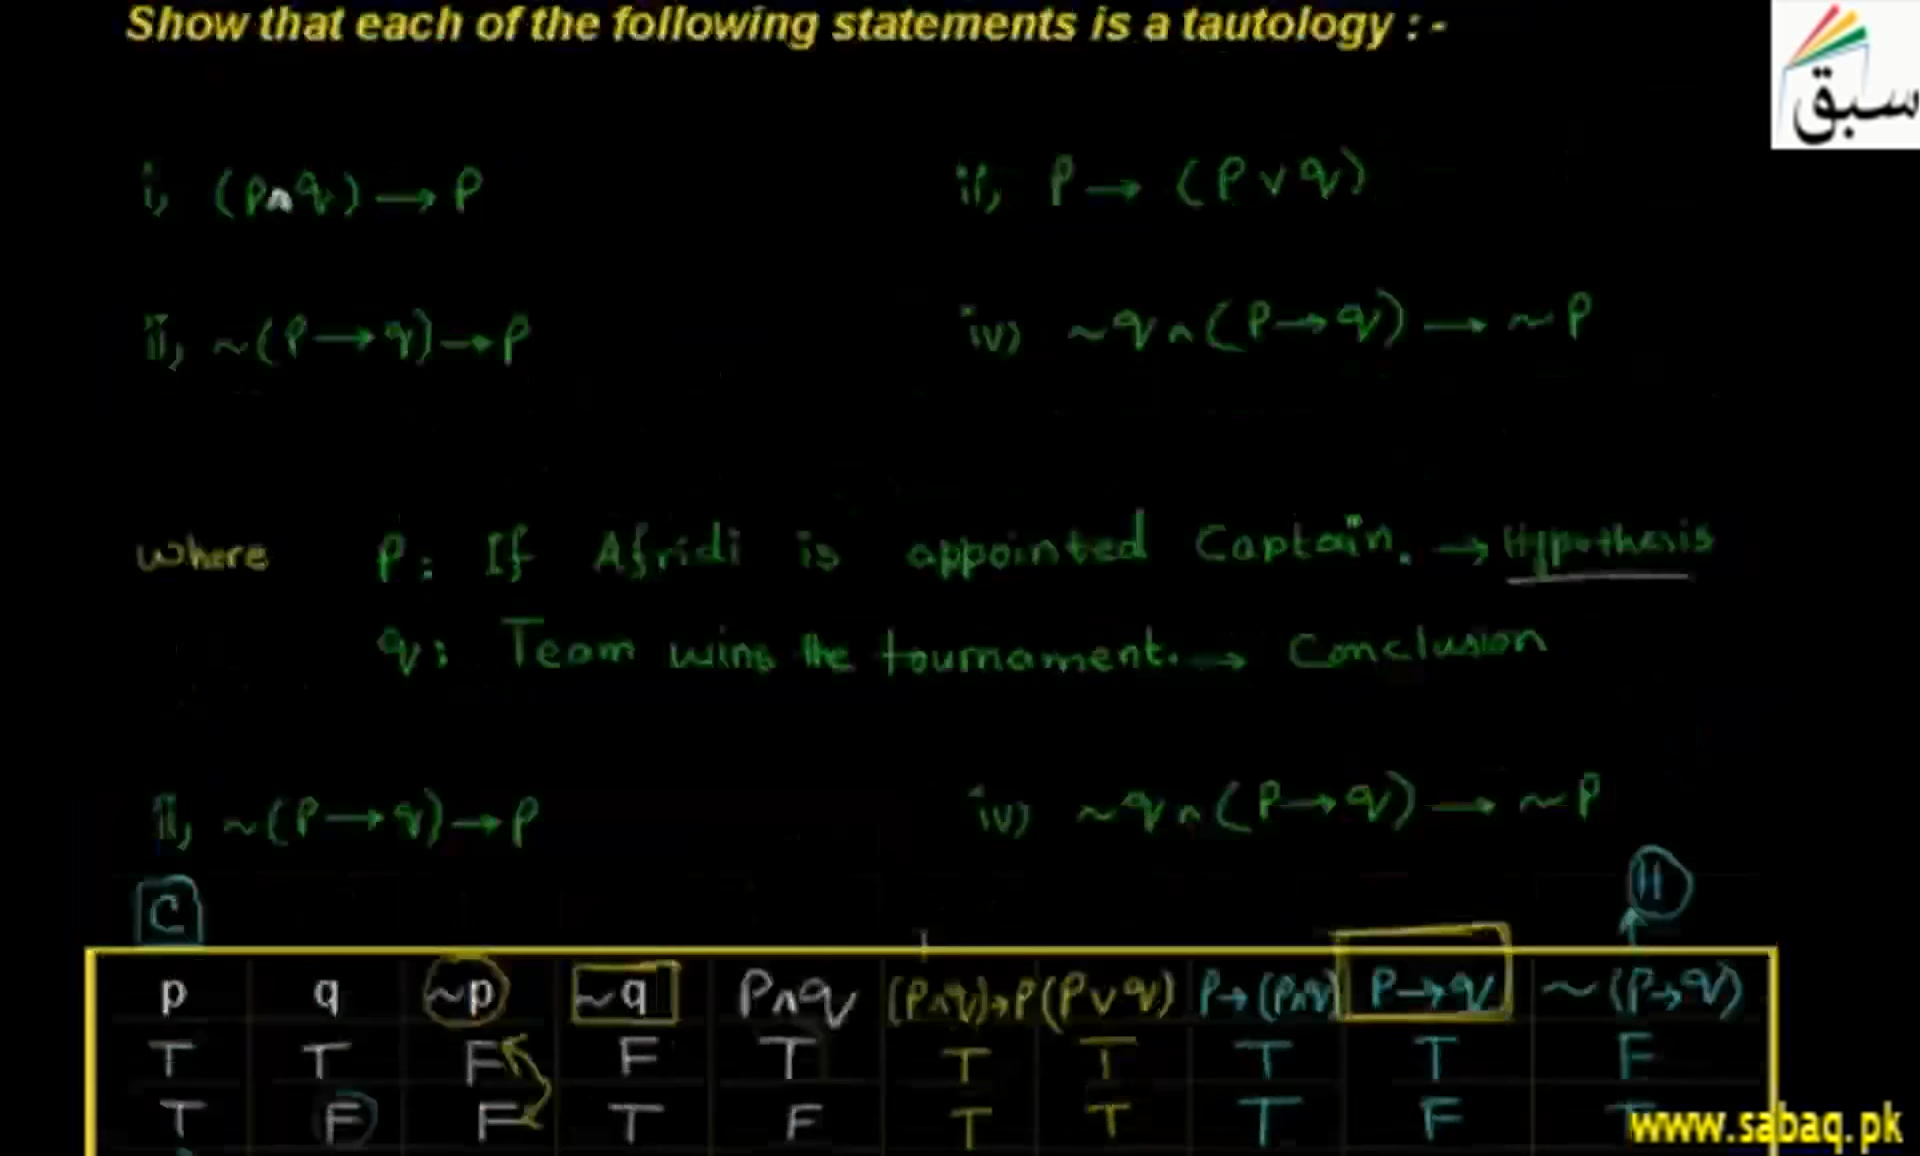 Show that each of the following statements is a tautology : -
سبق
i, (p∧q) → p
ii, p → (p∨q)
iii, ~(p→q) → p
iv) ~q∧(p→q) → ~p
where p: If Afridi is appointed Captain. → Hypothesis
q: Team wins the tournament. → Conclusion
iii, ~(p→q) → p
iv) ~q∧(p→q) → ~p
H
C
p q ~p ~q p∧q (p∧q)→p (p∨q) p→(p∧q) p→q ~(p→q)
T T F F T T T T T F
T F F T F T T T F T
www.sabaq.pk